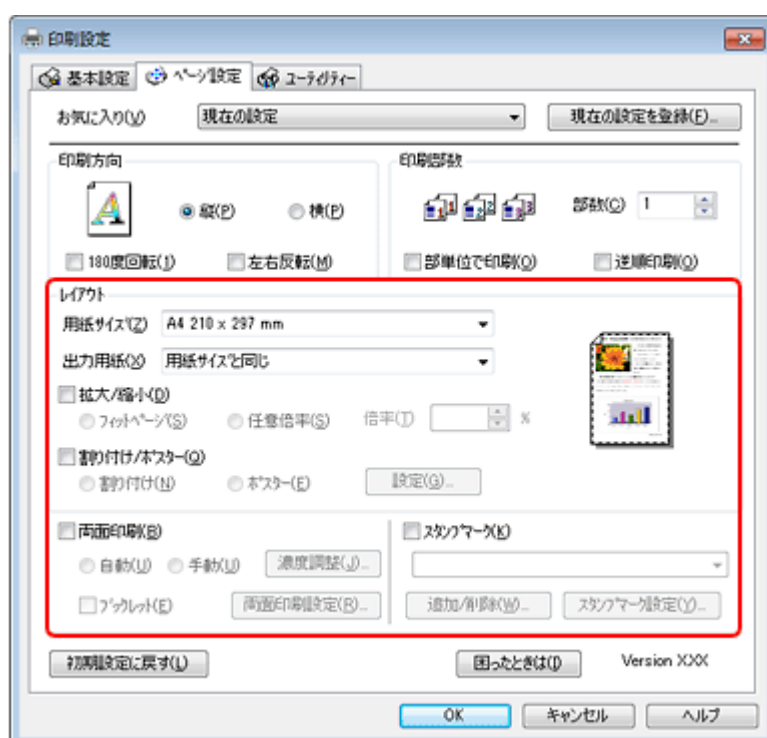 印刷設定
基本設定 ページ設定 ユーティリティー
お気に入り(V) 現在の設定 現在の設定を登録(F)...
印刷方向 印刷部数
縦(P) 横(P) 部数(C) 1
180度回転(J) 左右反転(M) 部単位で印刷(O) 逆順印刷(O)
レイアウト
用紙サイズ(Z) A4 210 x 297 mm
出力用紙(X) 用紙サイズと同じ
拡大/縮小(D)
フィットページ(S) 任意倍率(S) 倍率(T) %
割り付け/ポスター(Q)
割り付け(N) ポスター(E) 設定(G)...
両面印刷(B) スタンプマーク(K)
自動(U) 手動(U) 濃度調整(J)...
ブックレット(E) 両面印刷設定(R)... 追加/削除(W)... スタンプマーク設定(Y)...
初期設定に戻す(L) 困ったときは(I) Version X.XX
OK キャンセル ヘルプ